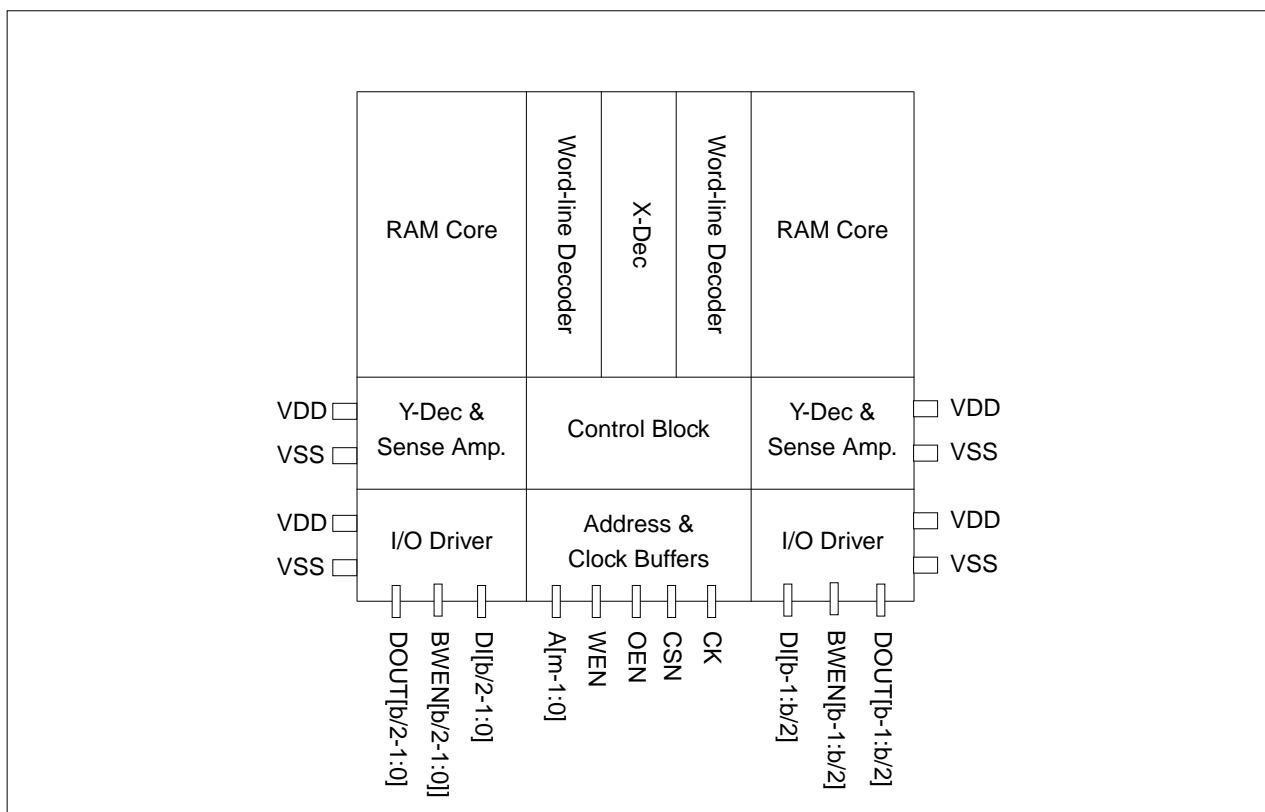 RAM Core
Word-line Decoder
X-Dec
Word-line Decoder
RAM Core
VDD
VSS
Y-Dec &
Sense Amp.
Control Block
Y-Dec &
Sense Amp.
VDD
VSS
VDD
VSS
I/O Driver
Address &
Clock Buffers
I/O Driver
VDD
VSS
DOUT[b/2-1:0]
BWEN[b/2-1:0]]
DI[b/2-1:0]
A[m-1:0]
WEN
OEN
CSN
CK
DI[b-1:b/2]
BWEN[b-1:b/2]
DOUT[b-1:b/2]